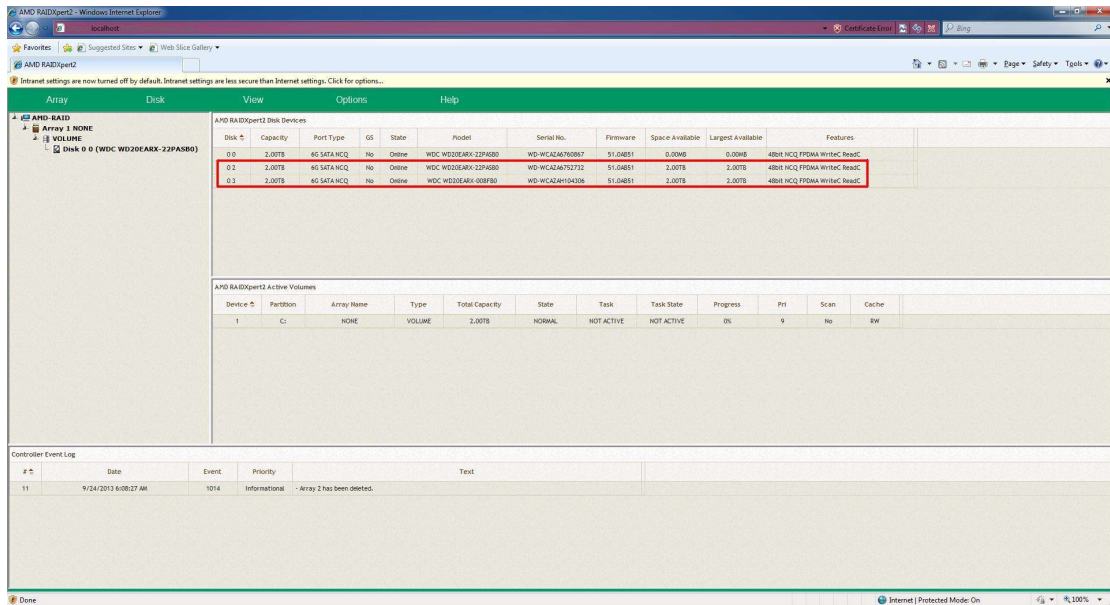 AMD RAIDXpert2 - Windows Internet Explorer
localhost Certificate Error Bing
Favorites Suggested Sites Web Slice Gallery
AMD RAIDXpert2 Page Safety Tools
Intranet settings are now turned off by default. Intranet settings are less secure than Internet settings. Click for options...
Array Disk View Options Help
AMD-RAID
Array 1 NONE
VOLUME
Disk 0 0 (WDC WD20EARX-22PASB0)
AMD RAIDXpert2 Disk Devices
Disk Capacity Port Type GS State Model Serial No. Firmware Space Available Largest Available Features
0 0 2.00TB 6G SATA NCQ No Online WDC WD20EARX-22PASB0 WD-WCAZA6760867 51.0AB51 0.00MB 0.00MB 48bit NCQ FPDMA WriteC ReadC
0 2 2.00TB 6G SATA NCQ No Online WDC WD20EARX-22PASB0 WD-WCAZA6752732 51.0AB51 2.00TB 2.00TB 48bit NCQ FPDMA WriteC ReadC
0 3 2.00TB 6G SATA NCQ No Online WDC WD20EARX-008FB0 WD-WCAZAH104306 51.0AB51 2.00TB 2.00TB 48bit NCQ FPDMA WriteC ReadC
AMD RAIDXpert2 Active Volumes
Device Partition Array Name Type Total Capacity State Task Task State Progress Pri Scan Cache
1 C: NONE VOLUME 2.00TB NORMAL NOT ACTIVE NOT ACTIVE 0% 9 No RW
Controller Event Log
# Date Event Priority Text
11 9/24/2013 6:08:27 AM 1014 Informational - Array 2 has been deleted.
Done Internet | Protected Mode: On 100%